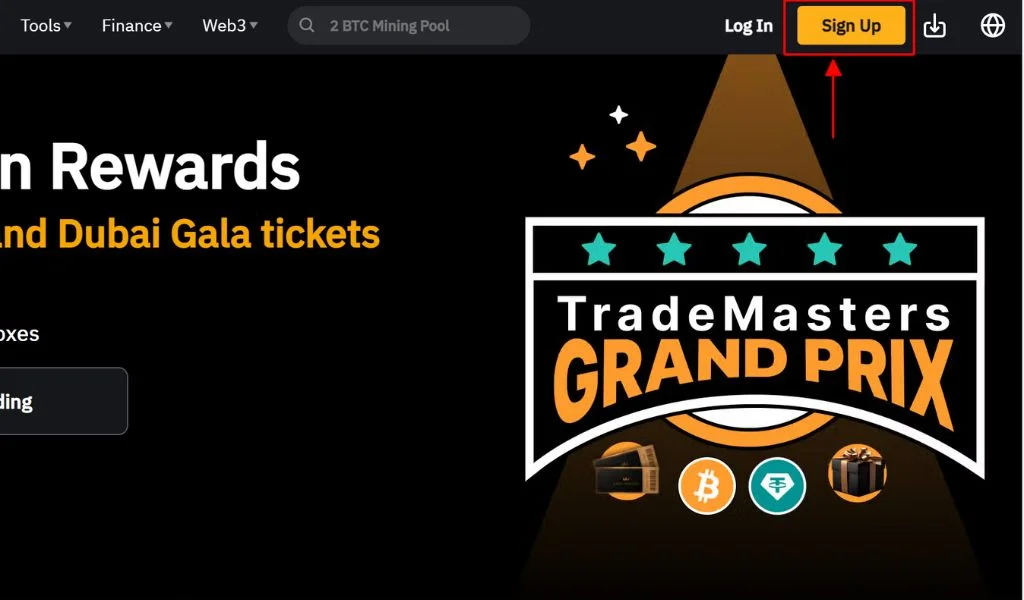 Tools Finance Web3 2 BTC Mining Pool Log In Sign Up
n Rewards
nd Dubai Gala tickets
TradeMasters
GRAND PRIX
oxes
ding